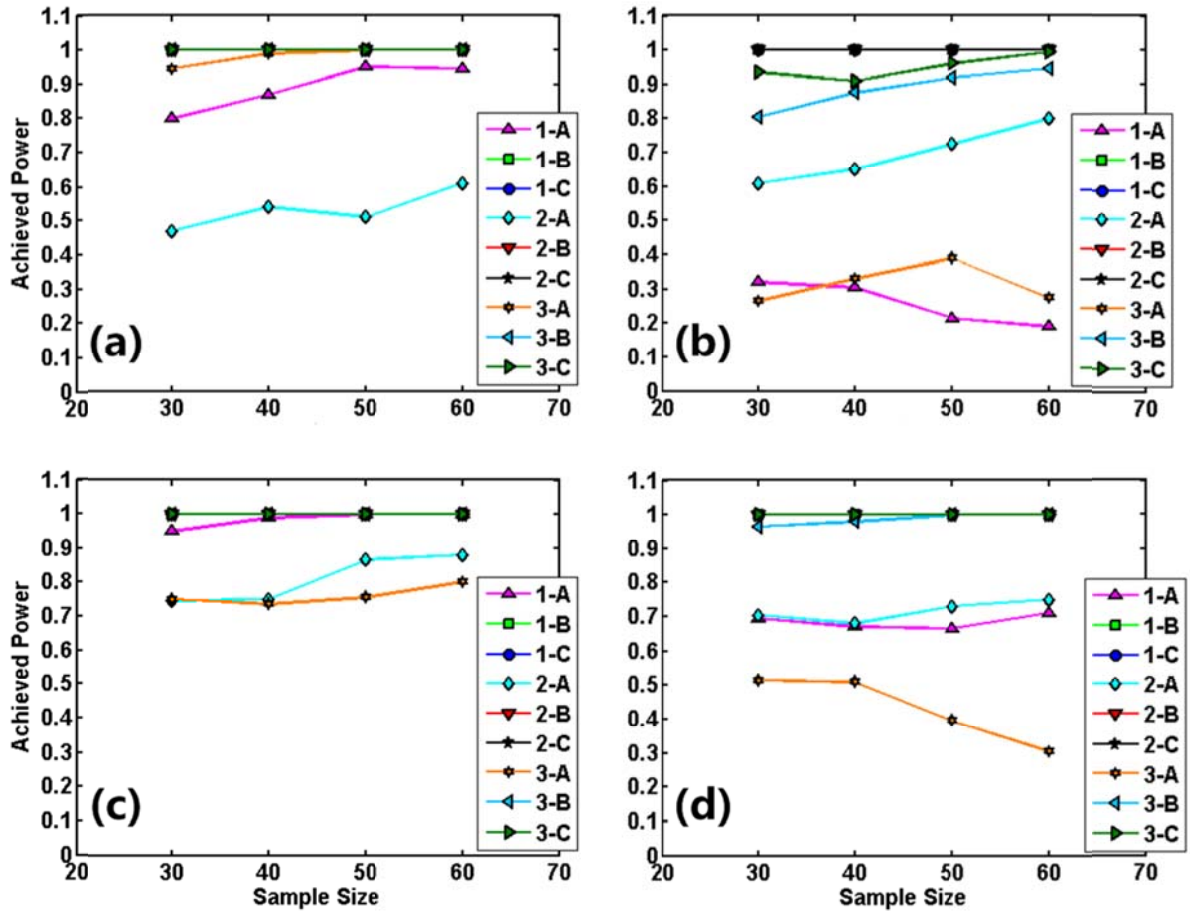 1.1
1
0.9
0.8
0.7
0.6
0.5
0.4
0.3
0.2
0.1
0
Achieved Power
20 30 40 50 60 70
(a)
1-A
1-B
1-C
2-A
2-B
2-C
3-A
3-B
3-C
1.1
1
0.9
0.8
0.7
0.6
0.5
0.4
0.3
0.2
0.1
0
20 30 40 50 60 70
(b)
1-A
1-B
1-C
2-A
2-B
2-C
3-A
3-B
3-C
1.1
1
0.9
0.8
0.7
0.6
0.5
0.4
0.3
0.2
0.1
0
Achieved Power
20 30 40 50 60 70
Sample Size
(c)
1-A
1-B
1-C
2-A
2-B
2-C
3-A
3-B
3-C
1.1
1
0.9
0.8
0.7
0.6
0.5
0.4
0.3
0.2
0.1
0
20 30 40 50 60 70
Sample Size
(d)
1-A
1-B
1-C
2-A
2-B
2-C
3-A
3-B
3-C